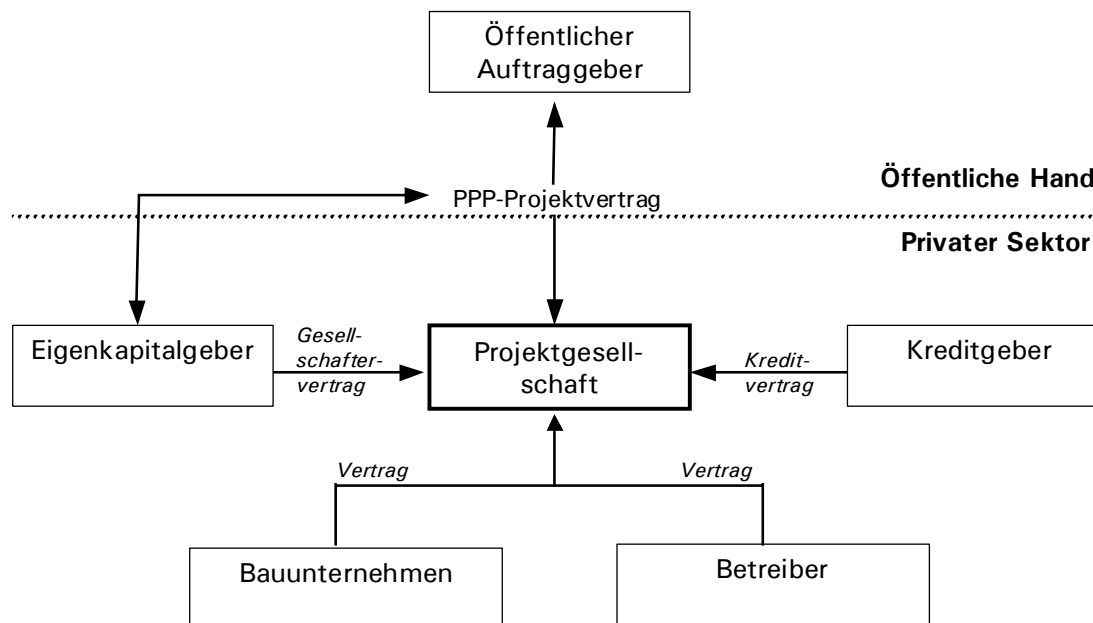 Öffentlicher
Auftraggeber
Öffentliche Hand
PPP-Projektvertrag
Privater Sektor
Eigenkapitalgeber
Gesell-
schafter-
vertrag
Projektgesell-
schaft
Kredit-
vertrag
Kreditgeber
Vertrag
Vertrag
Bauunternehmen
Betreiber